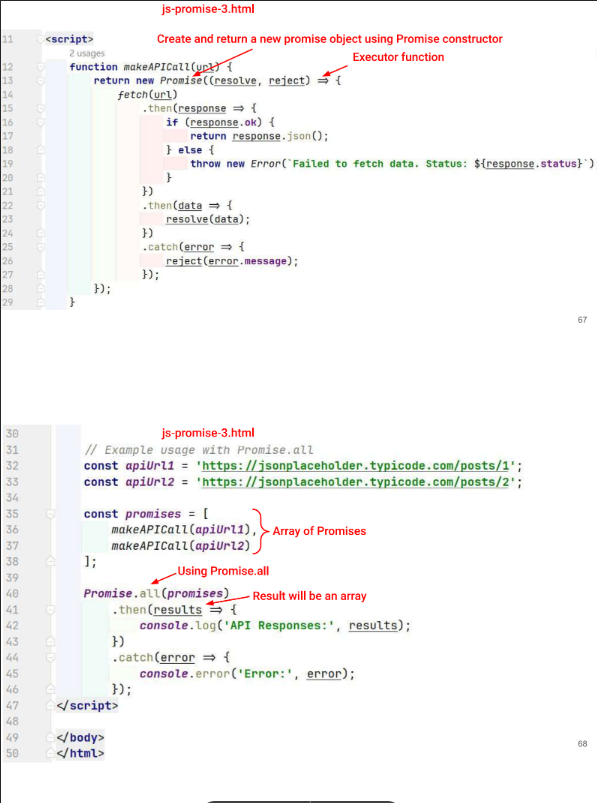 js-promise-3.html
Create and return a new promise object using Promise constructor
Executor function
11 <script>
2 usages
12 function makeAPICall(url) {
13 return new Promise((resolve, reject) => {
14 fetch(url)
15 .then(response => {
16 if (response.ok) {
17 return response.json();
18 } else {
19 throw new Error(`Failed to fetch data. Status: ${response.status}`)
20 }
21 })
22 .then(data => {
23 resolve(data);
24 })
25 .catch(error => {
26 reject(error.message);
27 });
28 });
29 }
67
30 js-promise-3.html
31 // Example usage with Promise.all
32 const apiUrl1 = 'https://jsonplaceholder.typicode.com/posts/1';
33 const apiUrl2 = 'https://jsonplaceholder.typicode.com/posts/2';
34
35 const promises = [
36 makeAPICall(apiUrl1),
Array of Promises
37 makeAPICall(apiUrl2)
38 ];
39
Using Promise.all
40 Promise.all(promises)
Result will be an array
41 .then(results => {
42 console.log('API Responses:', results);
43 })
44 .catch(error => {
45 console.error('Error:', error);
46 });
47 </script>
48
49 </body>
50 </html>
68